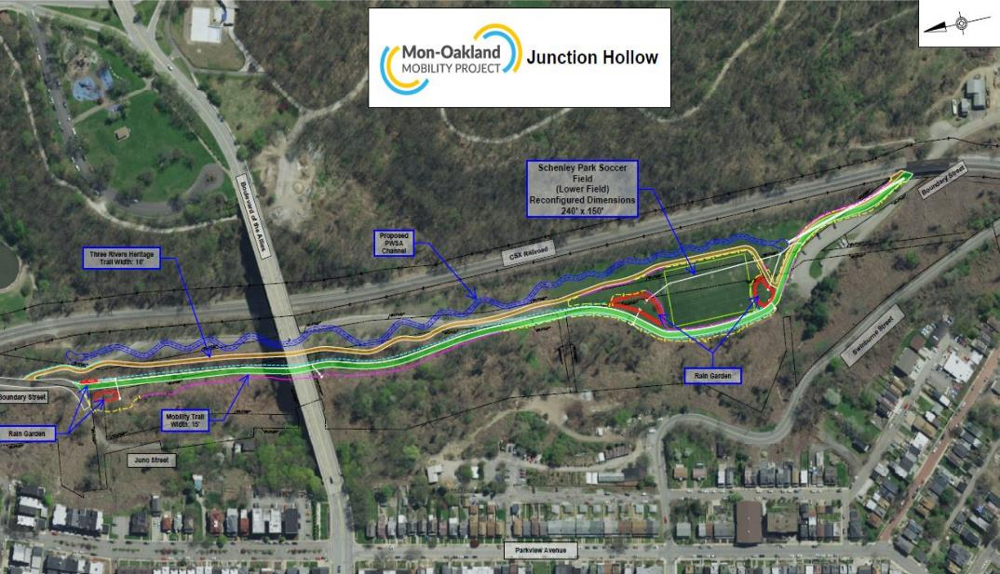 Mon-Oakland
MOBILITY PROJECT
Junction Hollow
Schenley Park Soccer
Field
(Lower Field)
Reconfigured Dimensions
240' x 150'
Boundary Street
Boulevard of the Allies
Proposed
PWSA
Channel
Three Rivers Heritage
Trail Width: 10'
CSX Railroad
Swinburne Street
Rain Garden
Boundary Street
Mobility Trail
Width: 15'
Rain Garden
Juno Street
Parkview Avenue